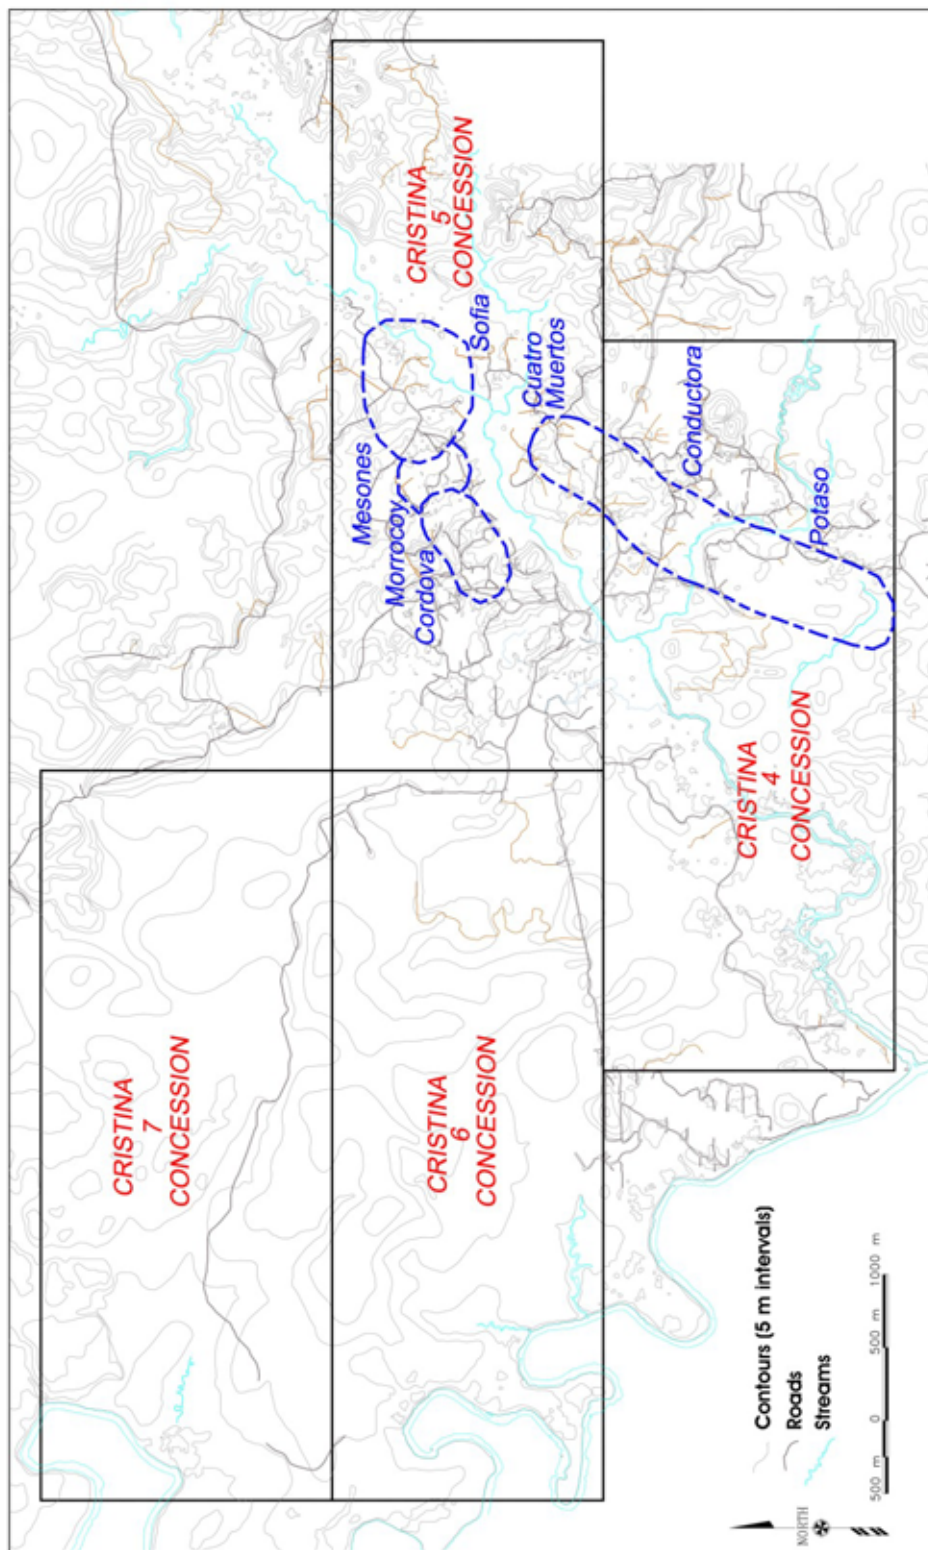 CRISTINA
7
CONCESSION
CRISTINA
6
CONCESSION
CRISTINA
5
CONCESSION
CRISTINA
4
CONCESSION
Mesones
Morrocoy
Cordova
Sofia
Cuatro
Muertos
Conductora
Potaso
Contours (5 m intervals)
Roads
Streams
NORTH
500 m 0 500 1000 m